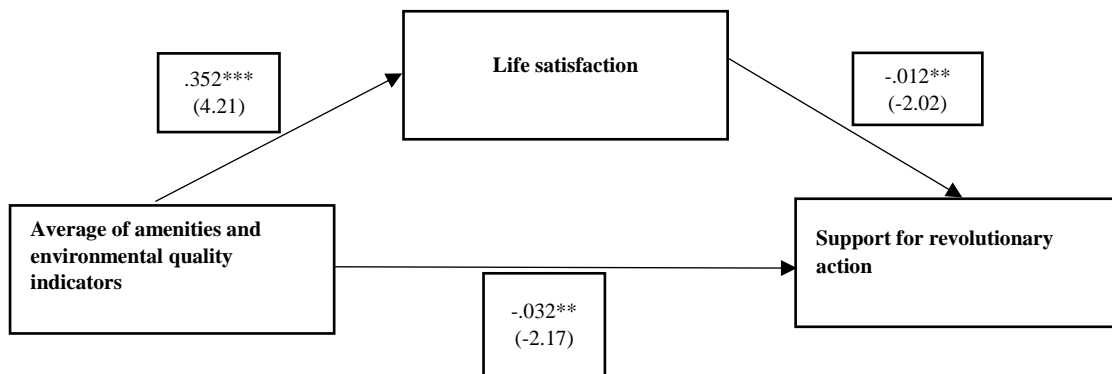 Life satisfaction
.352***
(4.21)
-.012**
(-2.02)
Average of amenities and
environmental quality
indicators
Support for revolutionary
action
-.032**
(-2.17)